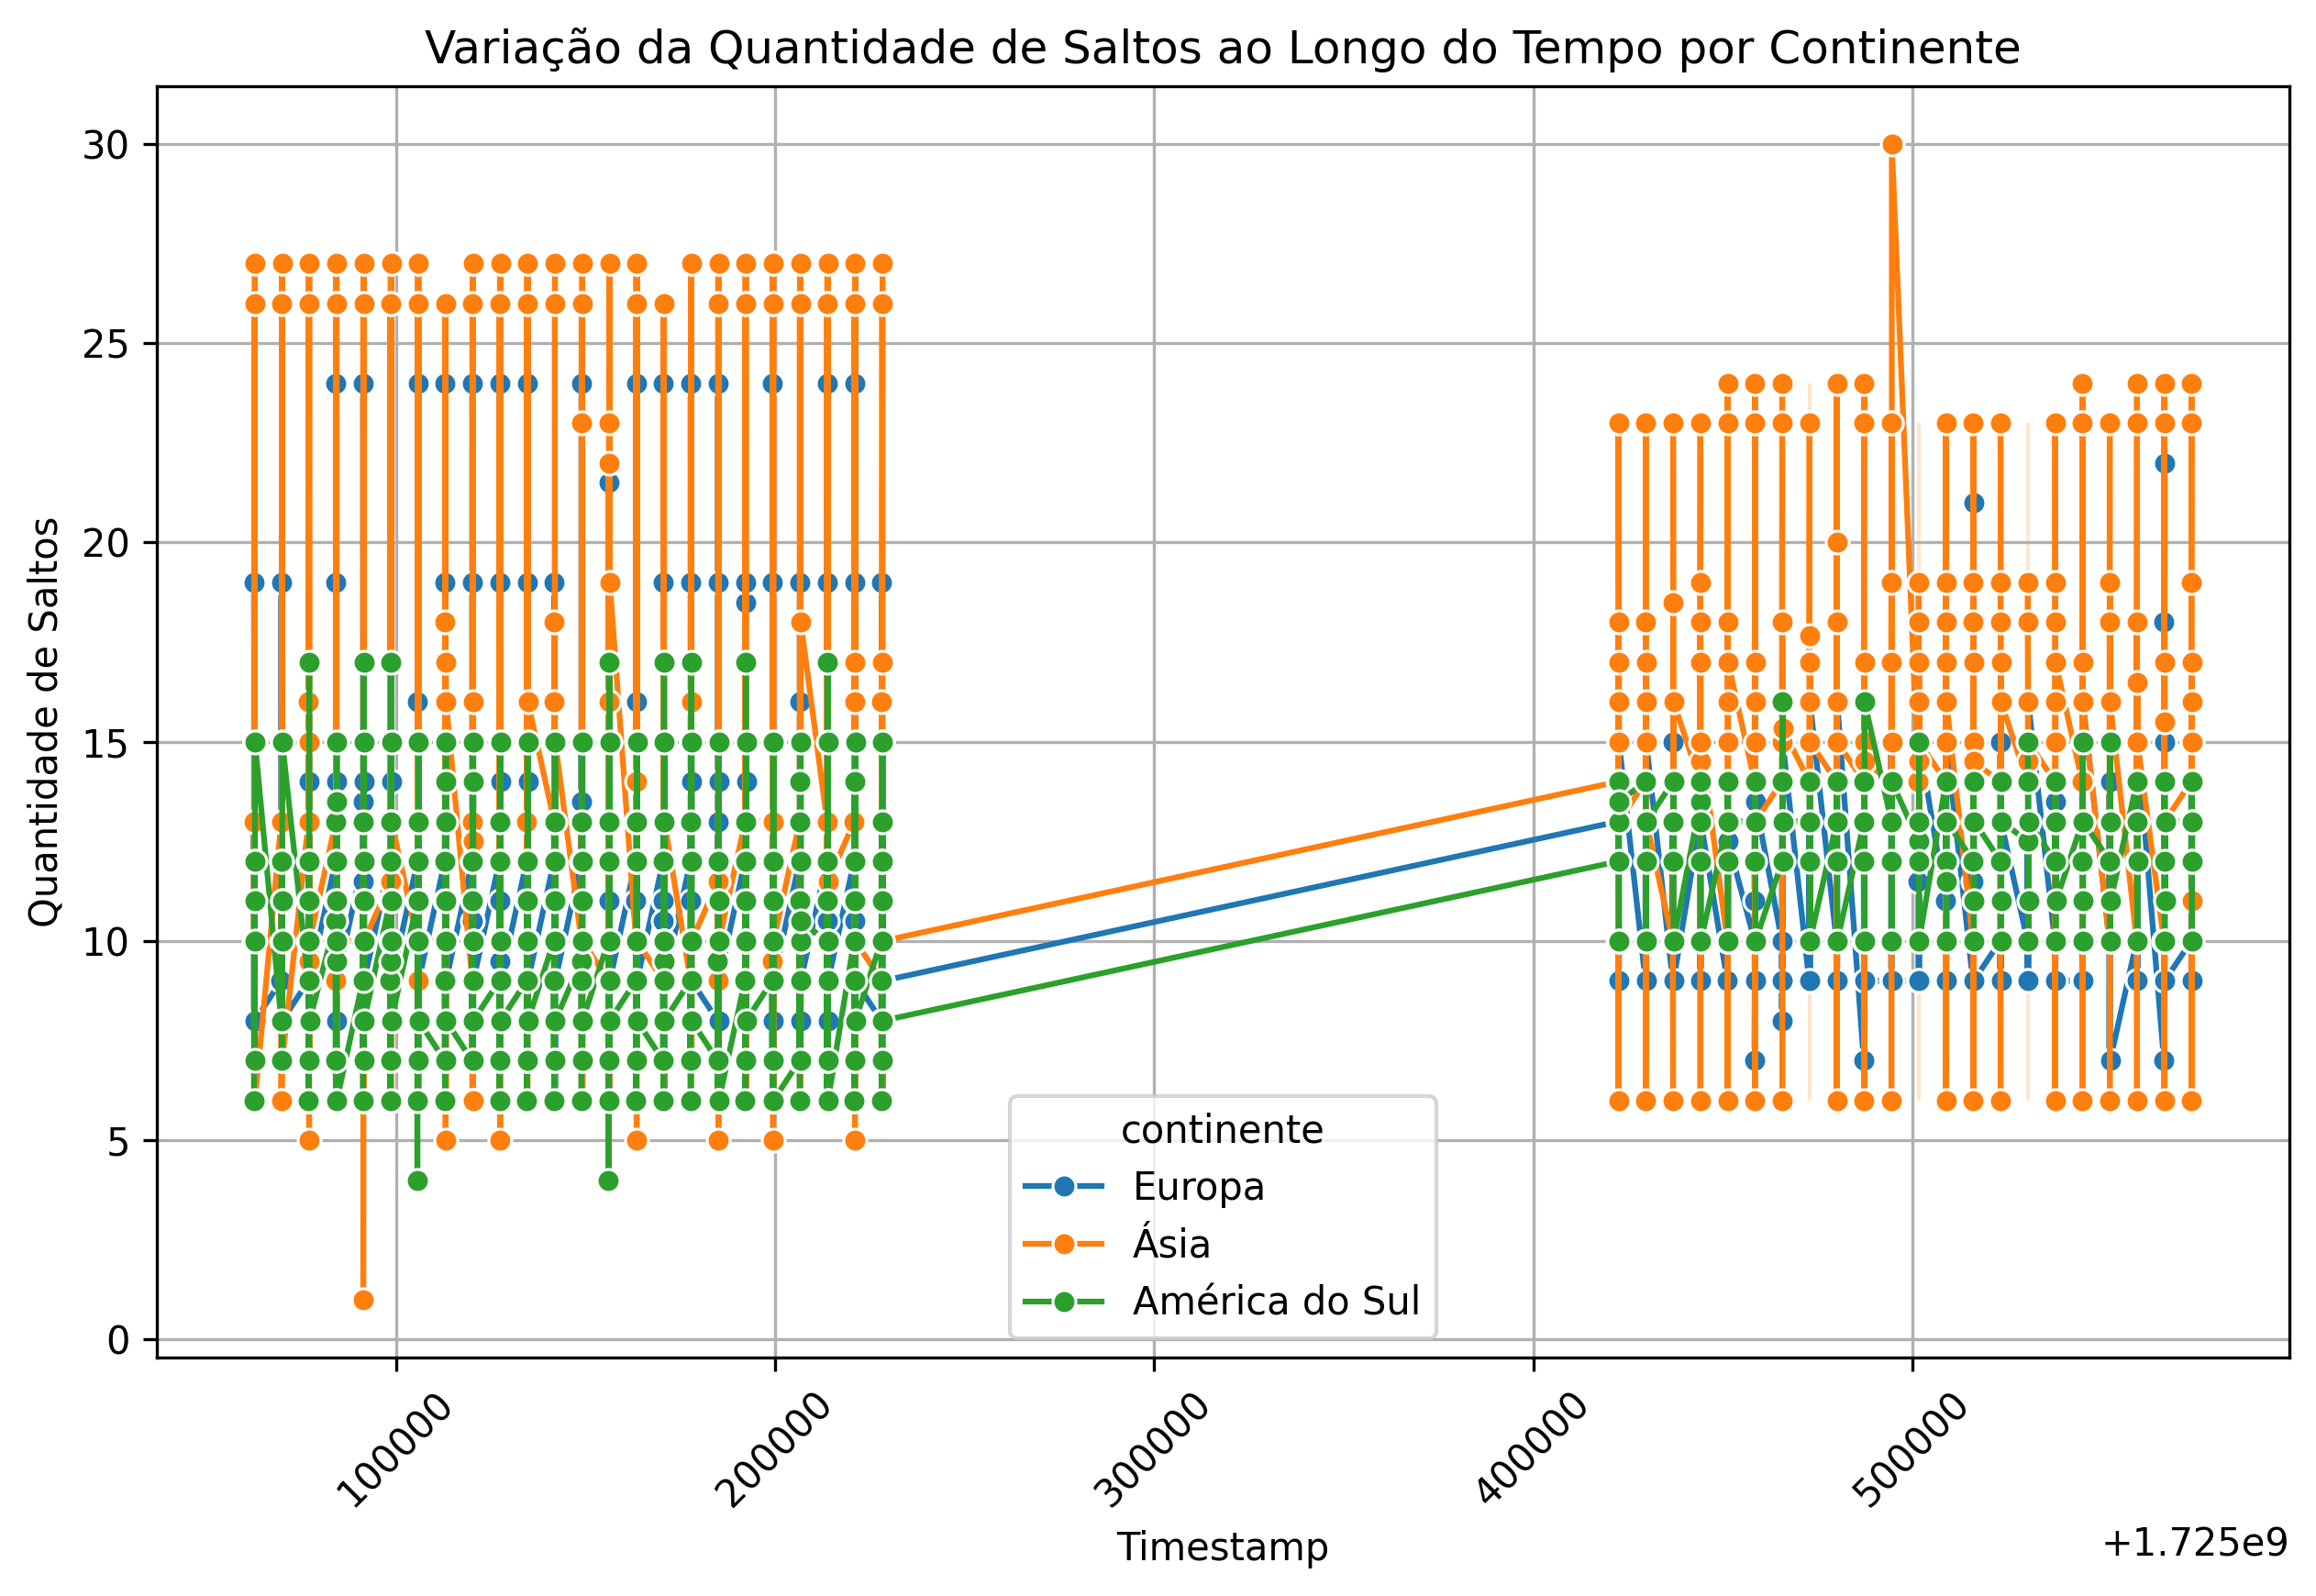 Variação da Quantidade de Saltos ao Longo do Tempo por Continente
Quantidade de Saltos
30
25
20
15
10
5
0
continente
Europa
Ásia
América do Sul
100000
200000
300000
400000
500000
Timestamp
+1.725e9